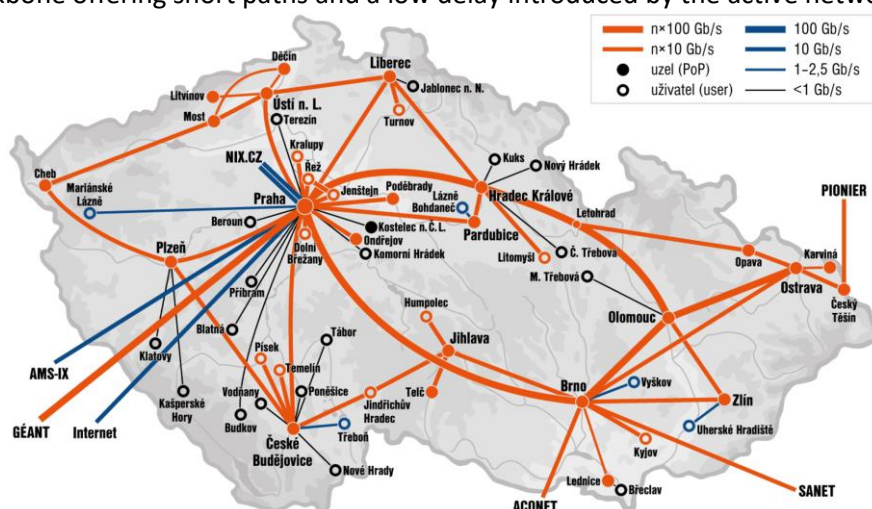 kbone offering short paths and a low delay introduced by the active netwo
n×100 Gb/s
100 Gb/s
n×10 Gb/s
10 Gb/s
uzel (PoP)
1–2,5 Gb/s
uživatel (user)
<1 Gb/s
Děčín
Liberec
Litvínov
Jablonec n. N.
Ústí n. L.
Most
Terezín
Turnov
Kralupy
NIX.CZ
Řež
Kuks
Nový Hrádek
Cheb
Jenštejn
Poděbrady
Hradec Králové
PIONIER
Mariánské
Lázně
Praha
Lázně
Bohdaneč
Letohrad
Beroun
Kostelec n.Č.L.
Pardubice
Plzeň
Dolní
Břežany
Ondřejov
Komorní Hrádek
Litomyšl
Č. Třebova
Opava
Karviná
M. Třebová
Ostrava
Příbram
Český
Těšín
Humpolec
Olomouc
Blatná
Tábor
Jihlava
Klatovy
Písek
Temelín
AMS-IX
Brno
Vyškov
Vodňany
Poněšice
Telč
Zlín
Kašperské
Hory
Jindřichův
Hradec
GÉANT
Internet
Budkov
Třeboň
Uherské Hradiště
České
Budějovice
Kyjov
Nové Hrady
Lednice
Břeclav
SANET
ACONET